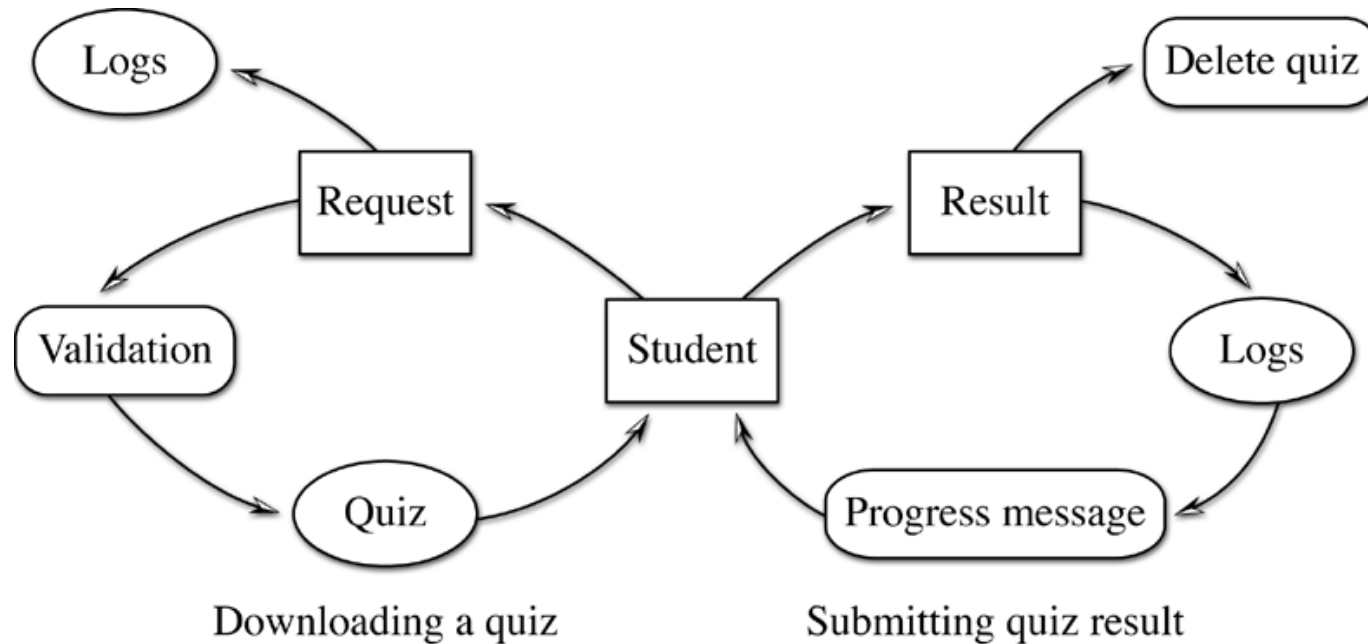 Logs
Delete quiz
Request
Result
Validation
Student
Logs
Quiz
Progress message
Downloading a quiz
Submitting quiz result